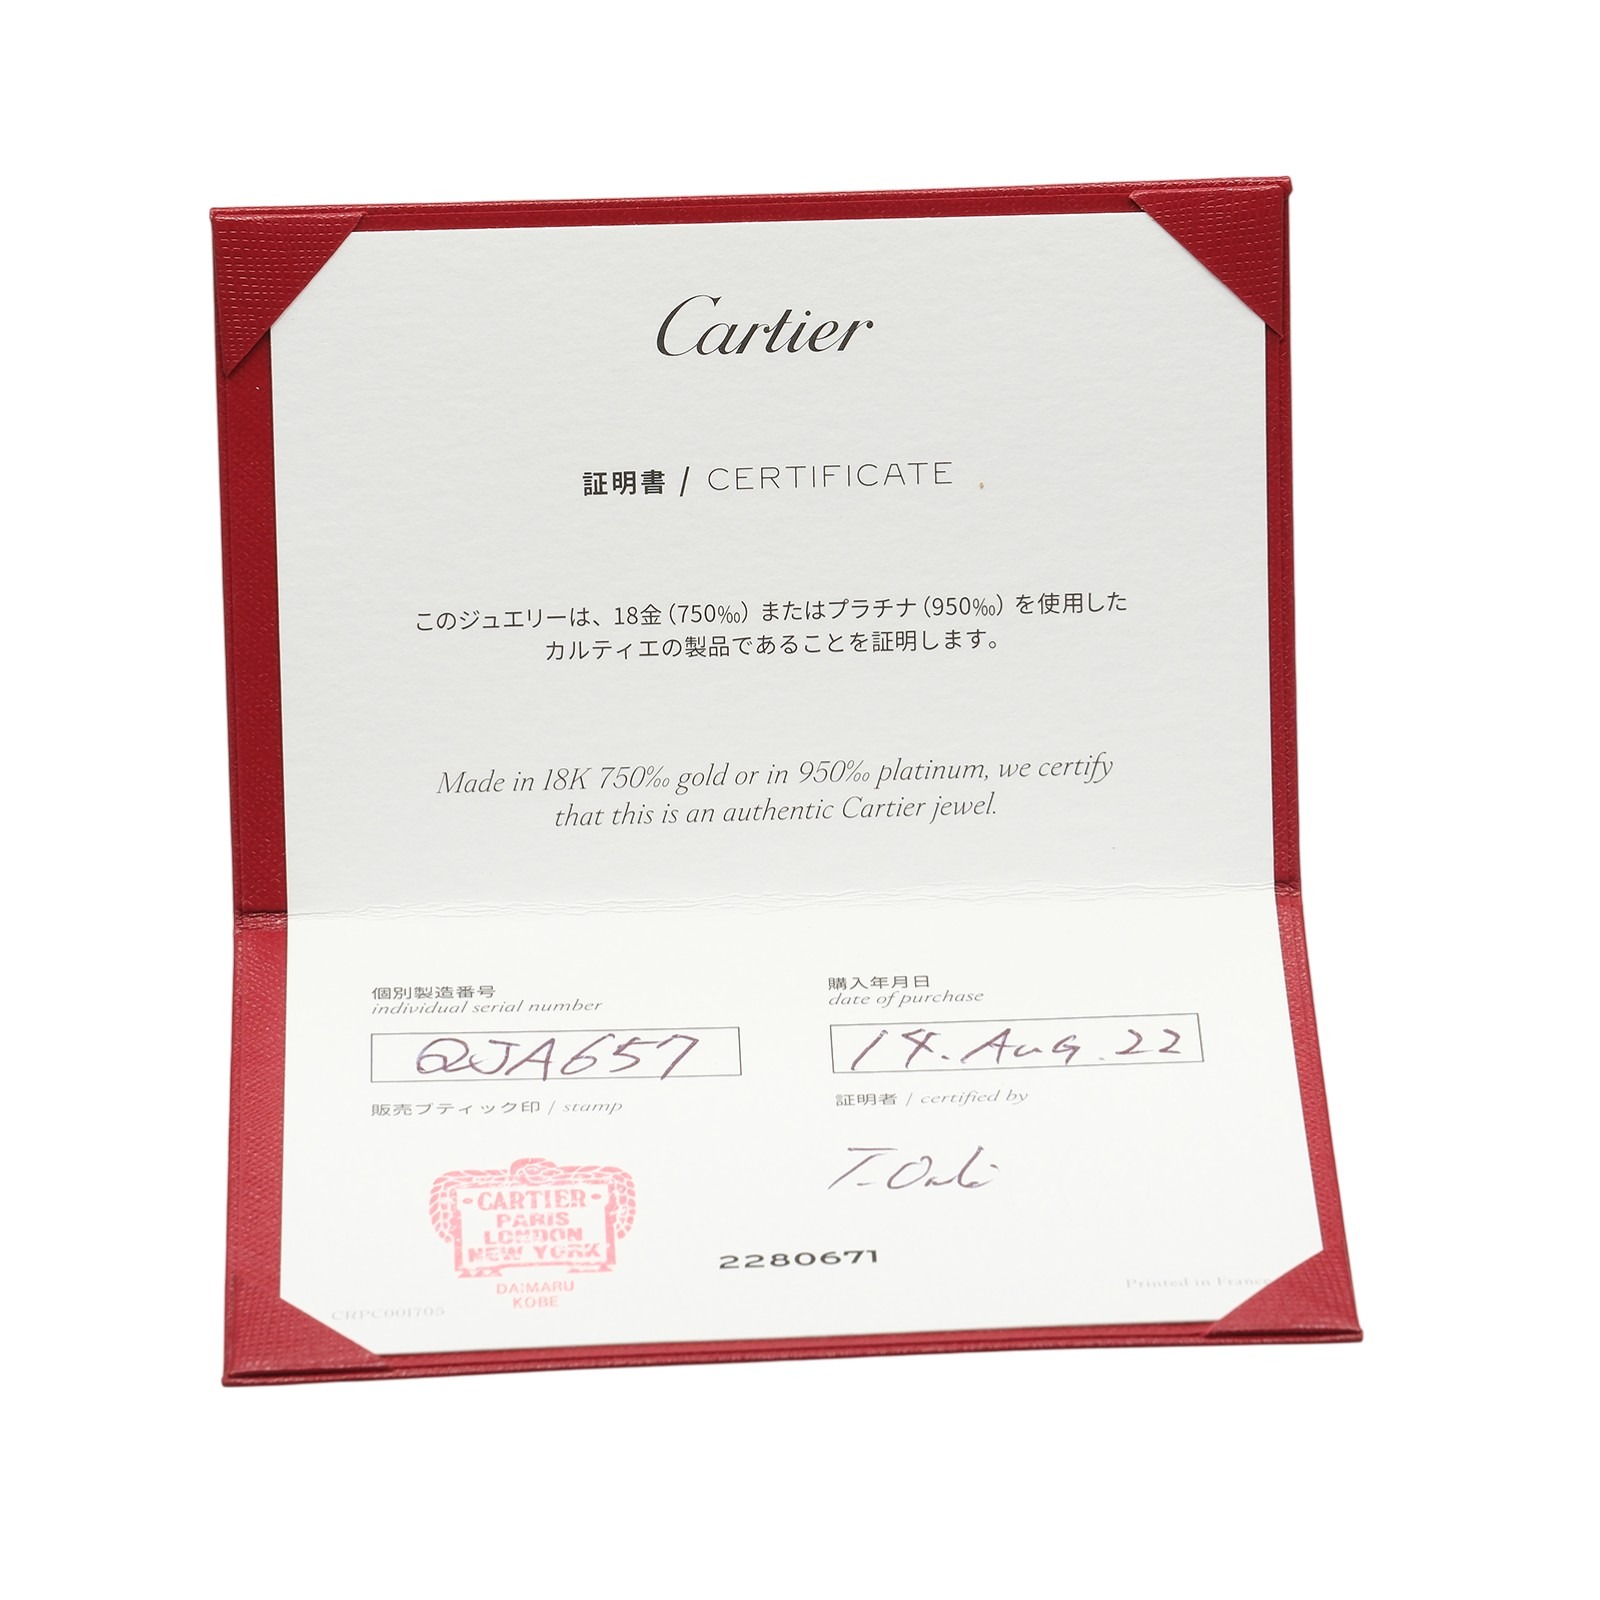 Cartier
証明書 / CERTIFICATE
このジュエリーは、18金(750‰)またはプラチナ(950‰)を使用した
カルティエの製品であることを証明します。
Made in 18K 750‰ gold or in 950‰ platinum, we certify
that this is an authentic Cartier jewel.
個別製造番号
individual serial number
QJA657
購入年月日
date of purchase
14. AuG. 22
販売ブティック印 / stamp
証明者 / certified by
CARTIER
PARIS
LONDON
NEW YORK
DAIMARU
KOBE
2280671
CRPC001705
Printed in France